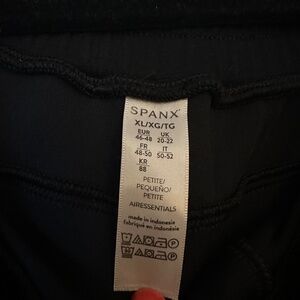 SPANX
XL/XG/TG
EUR UK
46-48 20-22
FR IT
48-50 50-52
KR
88
PETITE/
PEQUEÑO/
PETITE
AIRESSENTIALS
made in indonesia
fabriqué en indonésie